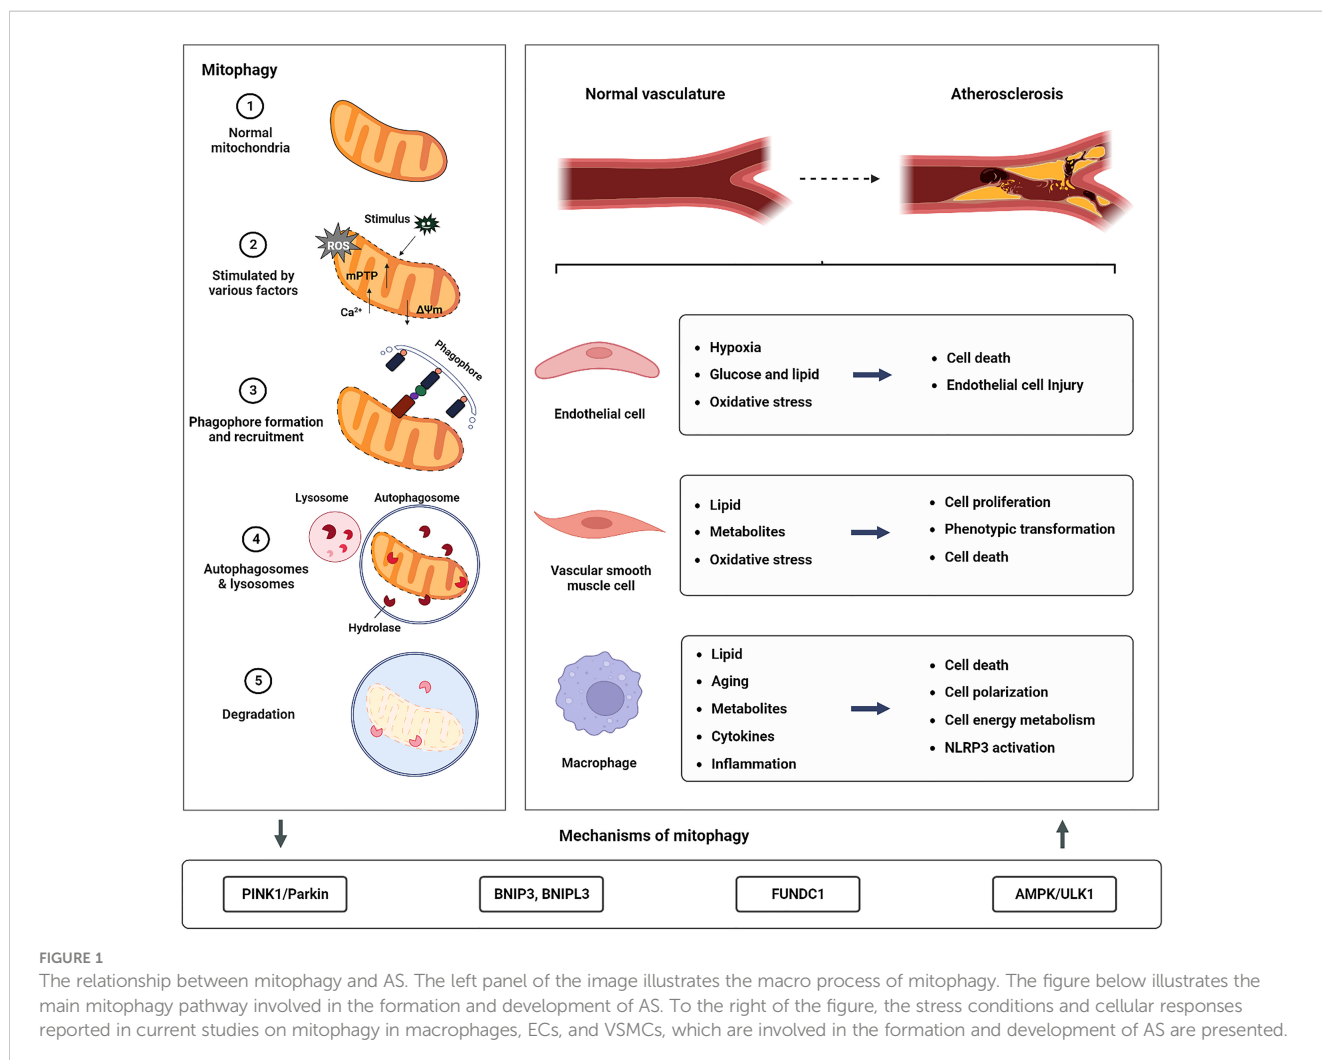 Mitophagy
1
Normal
mitochondria
Stimulus
ROS
2
mPTP
Stimulated by
various factors
Ca²⁺
ΔΨm
Phagophore
3
Phagophore formation
and recruitment
Lysosome
Autophagosome
4
Autophagosomes
& lysosomes
Hydrolase
5
Degradation
Normal vasculature
Atherosclerosis
Endothelial cell
• Hypoxia
• Glucose and lipid
• Oxidative stress
• Cell death
• Endothelial cell Injury
Vascular smooth
muscle cell
• Lipid
• Metabolites
• Oxidative stress
• Cell proliferation
• Phenotypic transformation
• Cell death
Macrophage
• Lipid
• Aging
• Metabolites
• Cytokines
• Inflammation
• Cell death
• Cell polarization
• Cell energy metabolism
• NLRP3 activation
Mechanisms of mitophagy
PINK1/Parkin
BNIP3, BNIPL3
FUNDC1
AMPK/ULK1
FIGURE 1
The relationship between mitophagy and AS. The left panel of the image illustrates the macro process of mitophagy. The figure below illustrates the
main mitophagy pathway involved in the formation and development of AS. To the right of the figure, the stress conditions and cellular responses
reported in current studies on mitophagy in macrophages, ECs, and VSMCs, which are involved in the formation and development of AS are presented.